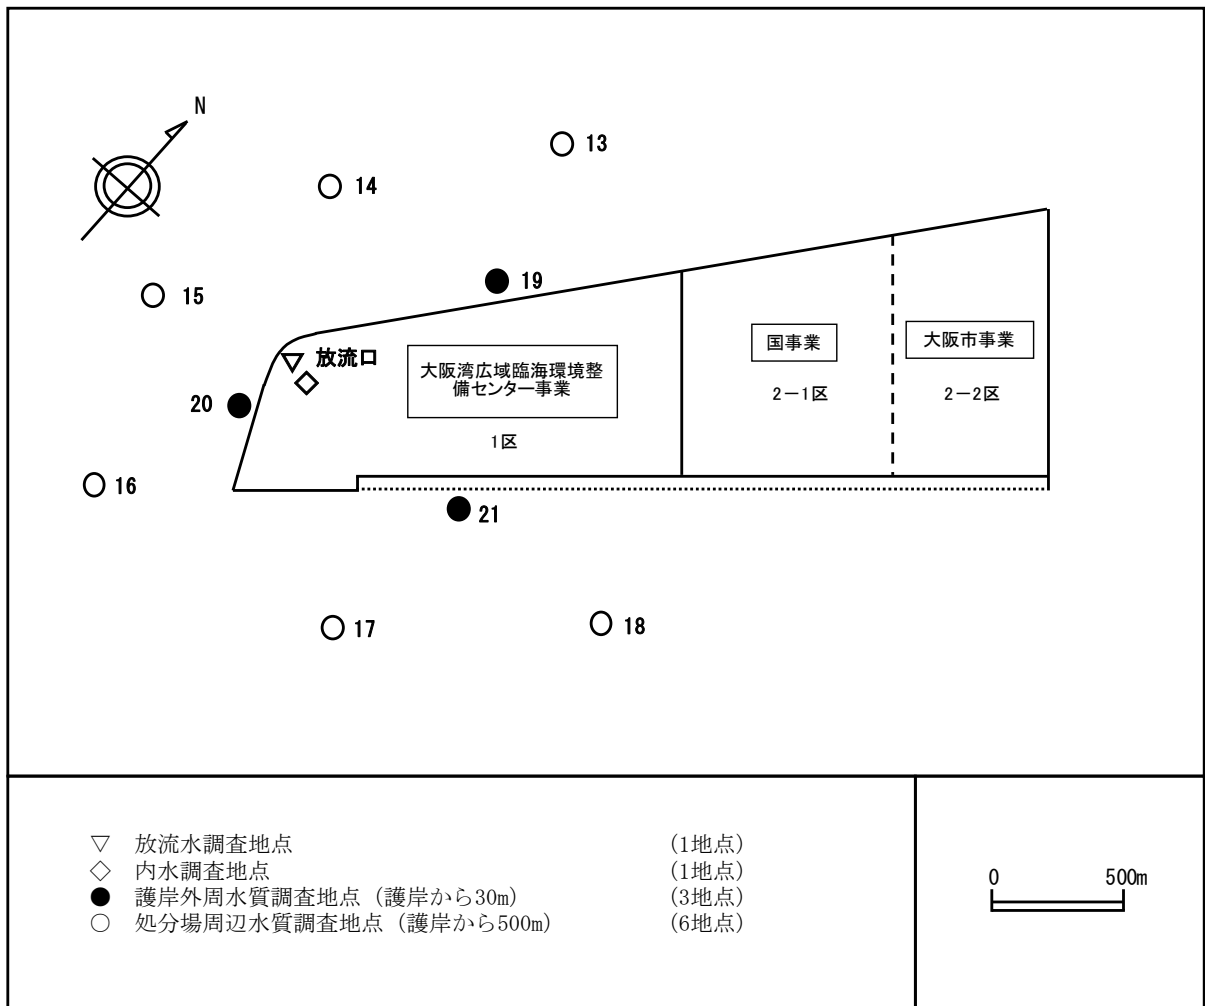 N
13
14
15
19
放流口
大阪湾広域臨海環境整
備センター事業
1区
国事業
2－1区
大阪市事業
2－2区
20
16
21
17
18
▽ 放流水調査地点 (1地点)
◇ 内水調査地点 (1地点)
● 護岸外周水質調査地点（護岸から30m） (3地点)
○ 処分場周辺水質調査地点（護岸から500m） (6地点)
0 500m